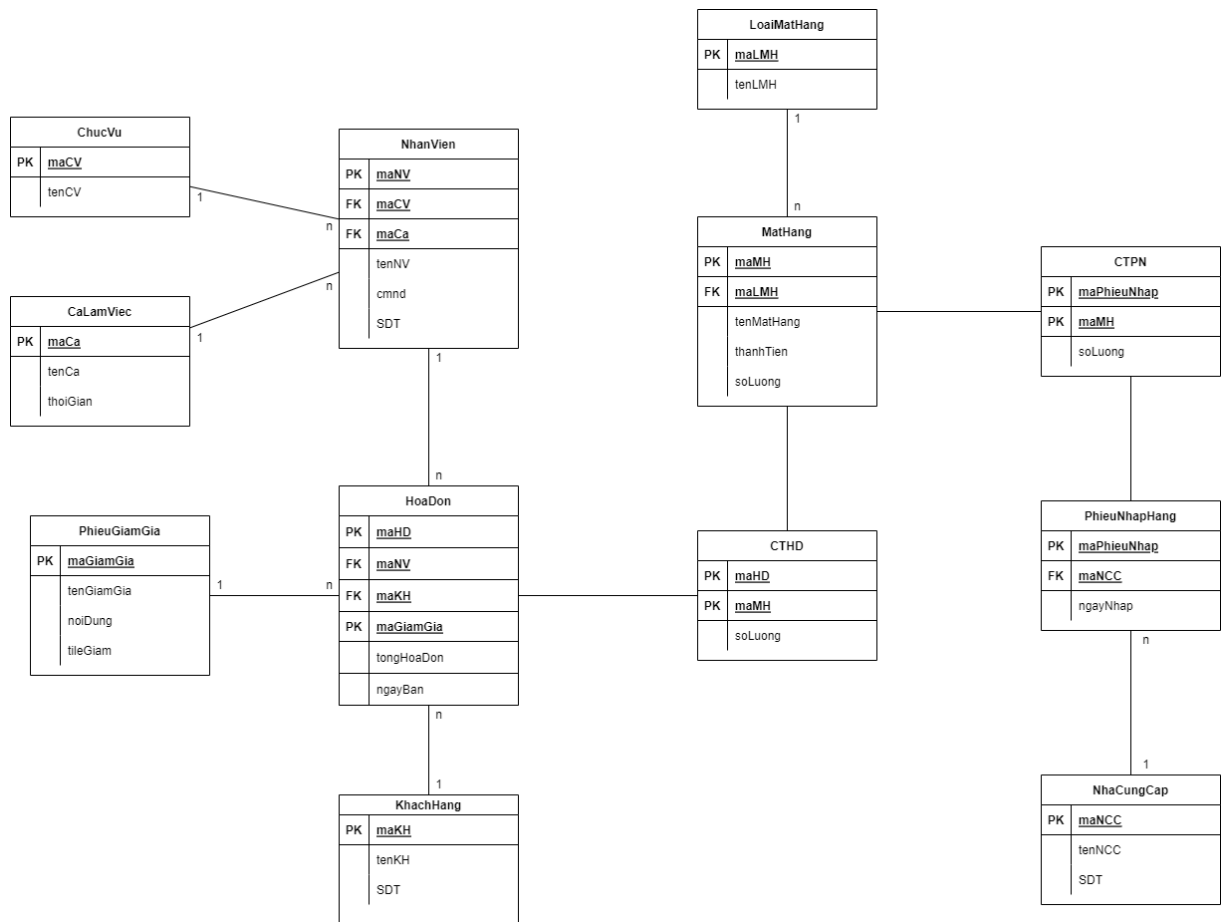 LoaiMatHang
PK maLMH
tenLMH
1
n
ChucVu
PK maCV
tenCV
1
n
NhanVien
PK maNV
FK maCV
FK maCa
tenNV
cmnd
SDT
1
n
CaLamViec
PK maCa
tenCa
thoiGian
1
n
MatHang
PK maMH
FK maLMH
tenMatHang
thanhTien
soLuong
CTPN
PK maPhieuNhap
PK maMH
soLuong
PhieuGiamGia
PK maGiamGia
tenGiamGia
noiDung
tileGiam
1
n
HoaDon
PK maHD
FK maNV
FK maKH
PK maGiamGia
tongHoaDon
ngayBan
n
1
CTHD
PK maHD
PK maMH
soLuong
PhieuNhapHang
PK maPhieuNhap
FK maNCC
ngayNhap
n
1
KhachHang
PK maKH
tenKH
SDT
NhaCungCap
PK maNCC
tenNCC
SDT